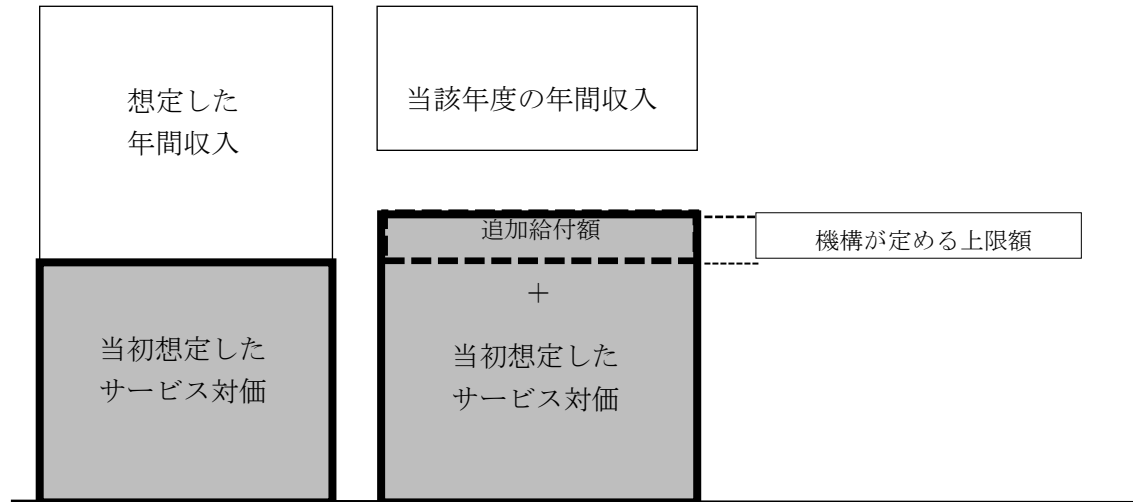 想定した
年間収入
当初想定した
サービス対価
当該年度の年間収入
追加給付額
＋
当初想定した
サービス対価
機構が定める上限額